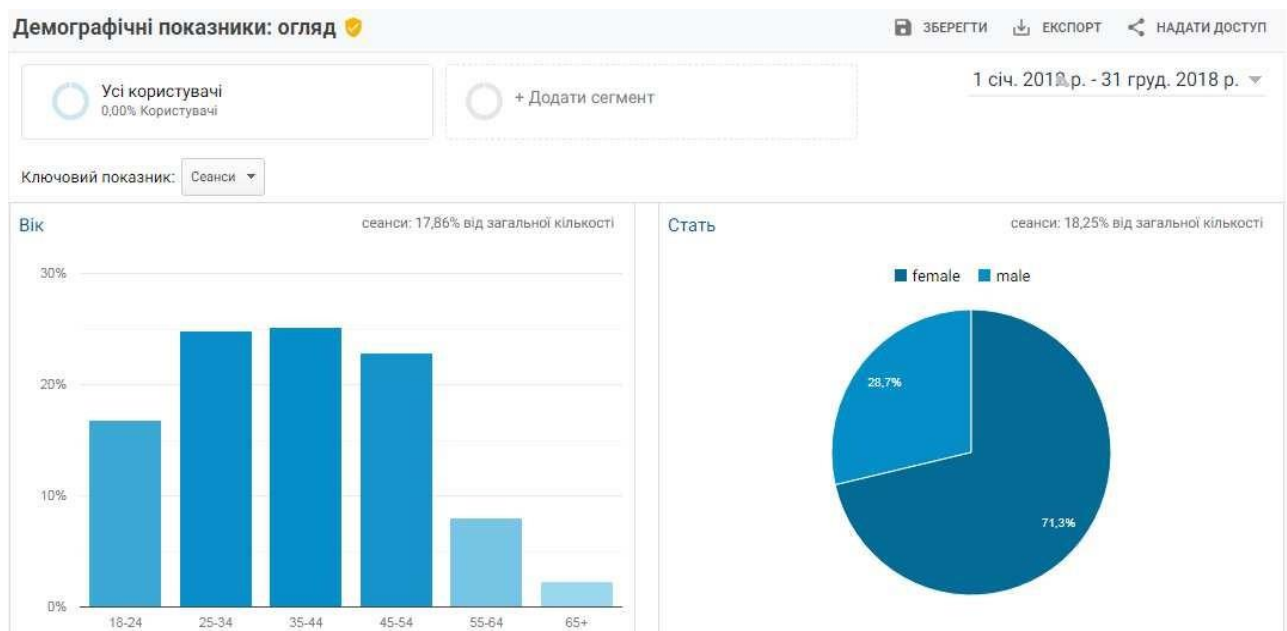 Демографічні показники: огляд
ЗБЕРЕГТИ ЕКСПОРТ НАДАТИ ДОСТУП
Усі користувачі
0,00% Користувачі
+ Додати сегмент
1 січ. 2018 р. - 31 груд. 2018 р.
Ключовий показник: Сеанси
Вік
сеанси: 17,86% від загальної кількості
30%
20%
10%
0%
18-24 25-34 35-44 45-54 55-64 65+
Стать
сеанси: 18,25% від загальної кількості
female male
28,7%
71,3%